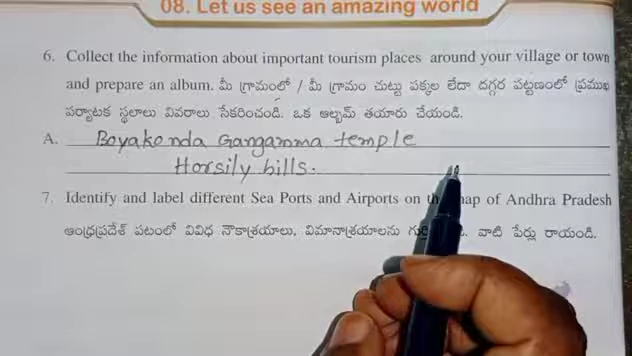 08. Let us see an amazing world
6. Collect the information about important tourism places around your village or town
and prepare an album. మీ గ్రామంలో / మీ గ్రామం చుట్టు పక్కల లేదా దగ్గర పట్టణంలో ప్రముఖ
పర్యాటక స్థలాలు వివరాలు సేకరించండి. ఒక ఆల్బమ్ తయారు చేయండి.
A. Boyakonda Gangamma temple
Horsily hills.
7. Identify and label different Sea Ports and Airports on the map of Andhra Pradesh
ఆంధ్రప్రదేశ్ పటంలో వివిధ నౌకాశ్రయాలు, విమానాశ్రయాలను వాటి పేర్లు రాయండి.